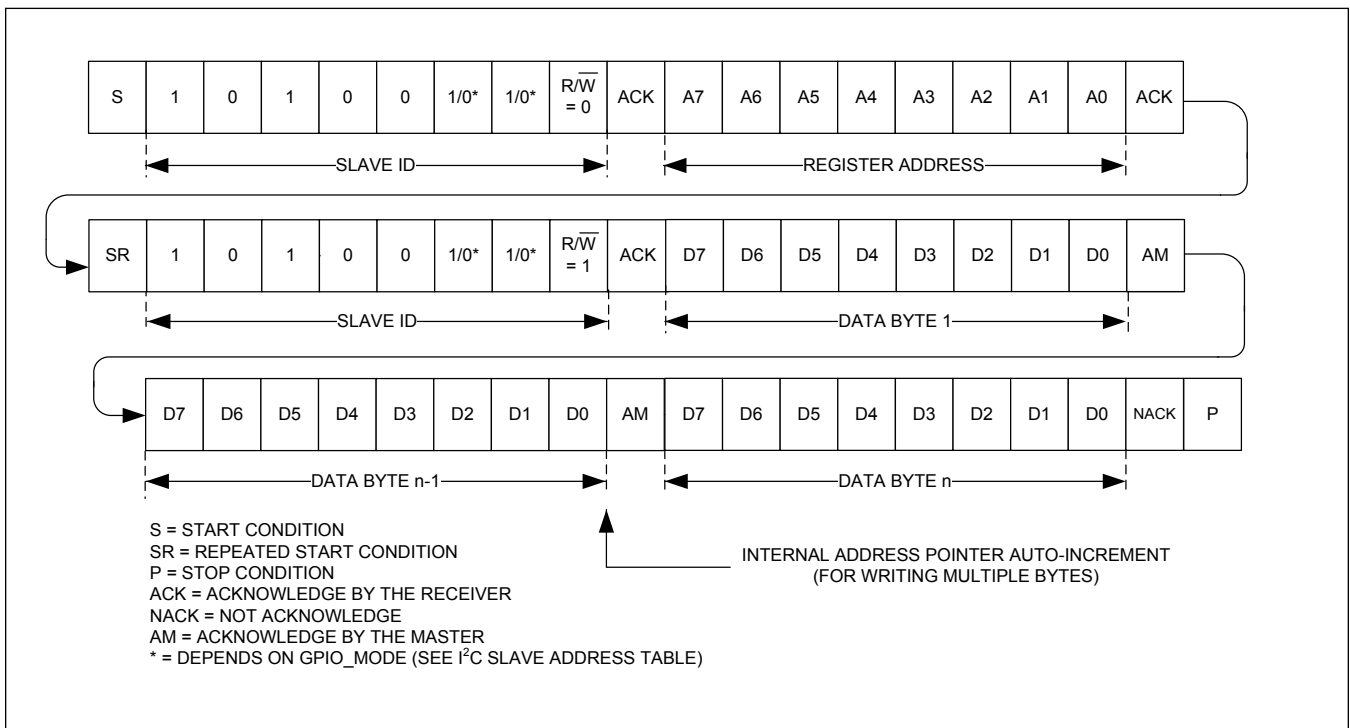 S 1 0 1 0 0 1/0* 1/0* R/W̅ = 0 ACK A7 A6 A5 A4 A3 A2 A1 A0 ACK
SLAVE ID REGISTER ADDRESS
SR 1 0 1 0 0 1/0* 1/0* R/W̅ = 1 ACK D7 D6 D5 D4 D3 D2 D1 D0 AM
SLAVE ID DATA BYTE 1
D7 D6 D5 D4 D3 D2 D1 D0 AM D7 D6 D5 D4 D3 D2 D1 D0 NACK P
DATA BYTE n-1 DATA BYTE n
S = START CONDITION
SR = REPEATED START CONDITION
P = STOP CONDITION
ACK = ACKNOWLEDGE BY THE RECEIVER
NACK = NOT ACKNOWLEDGE
AM = ACKNOWLEDGE BY THE MASTER
* = DEPENDS ON GPIO_MODE (SEE I²C SLAVE ADDRESS TABLE)
INTERNAL ADDRESS POINTER AUTO-INCREMENT
(FOR WRITING MULTIPLE BYTES)